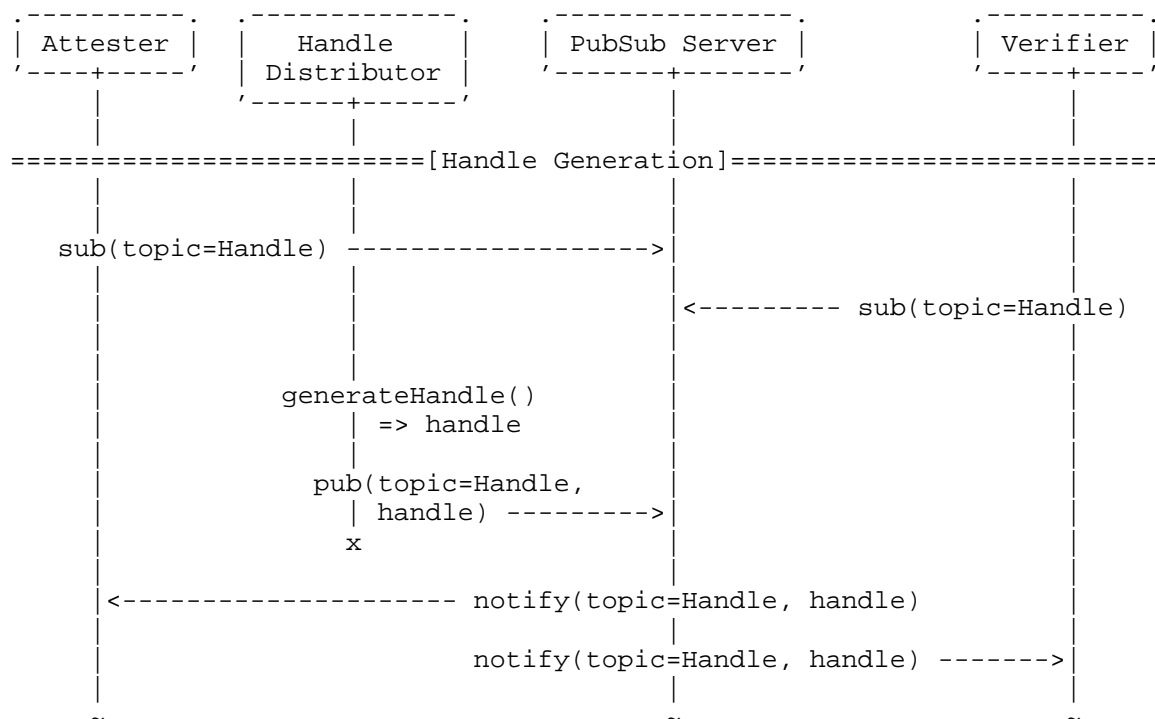 Attester Handle PubSub Server Verifier
Distributor
[Handle Generation]
sub(topic=Handle)
sub(topic=Handle)
generateHandle()
=> handle
pub(topic=Handle,
handle)
x
notify(topic=Handle, handle)
notify(topic=Handle, handle)